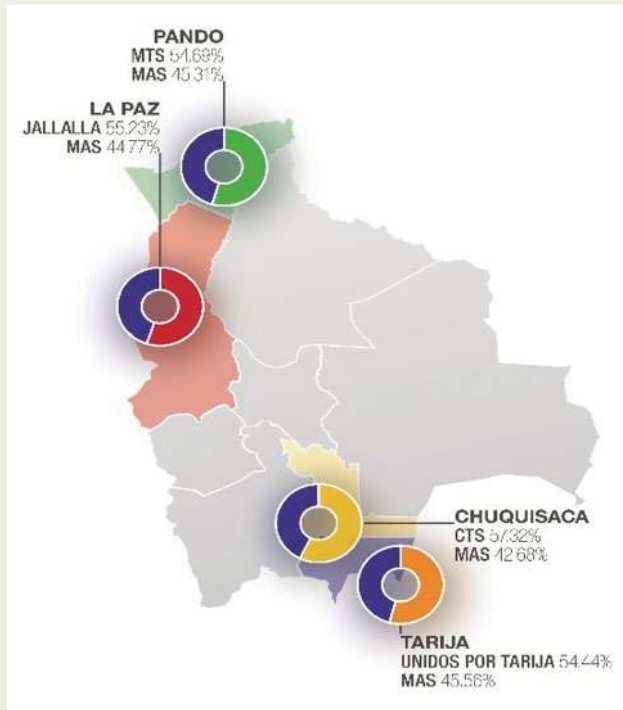 PANDO
MTS 54.69%
MAS 45.31%
LA PAZ
JALLALLA 55.23%
MAS 44.77%
CHUQUISACA
CTS 57.32%
MAS 42.68%
TARIJA
UNIDOS POR TARIJA 54.44%
MAS 45.56%